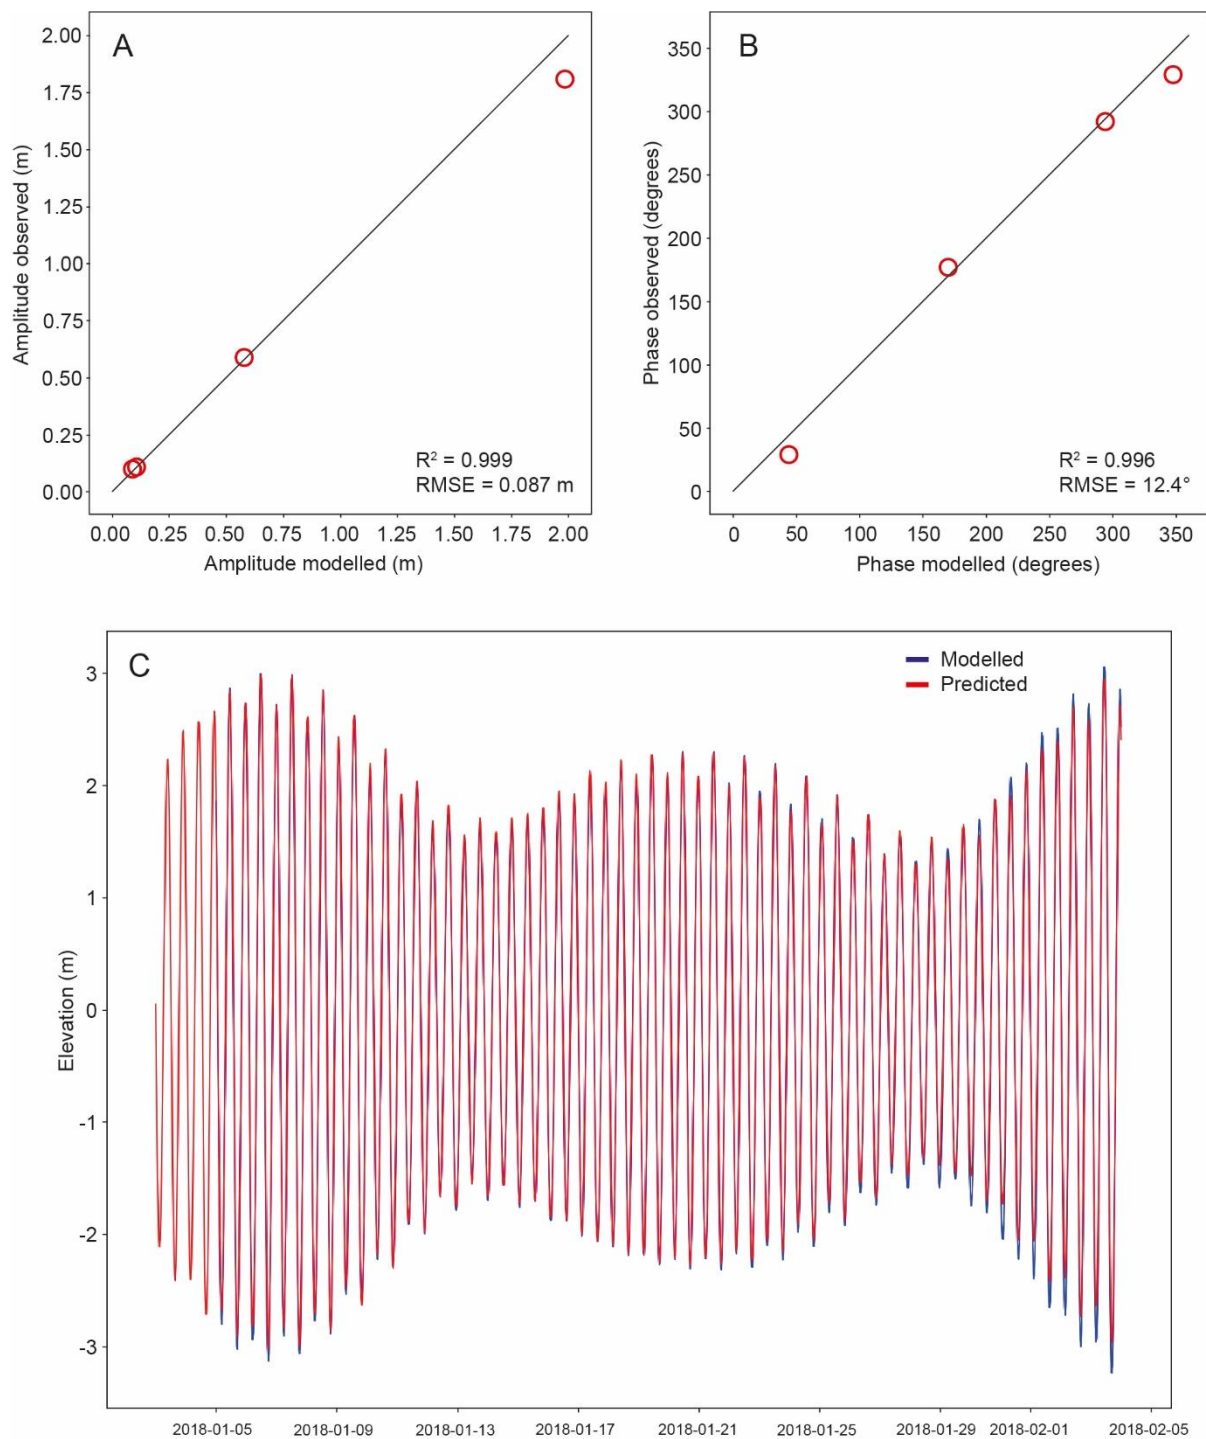 A
2.00
1.75
1.50
1.25
1.00
0.75
0.50
0.25
0.00
Amplitude observed (m)
R² = 0.999
RMSE = 0.087 m
0.00 0.25 0.50 0.75 1.00 1.25 1.50 1.75 2.00
Amplitude modelled (m)
B
350
300
250
200
150
100
50
0
Phase observed (degrees)
R² = 0.996
RMSE = 12.4°
0 50 100 150 200 250 300 350
Phase modelled (degrees)
C
Modelled
Predicted
3
2
1
0
-1
-2
-3
Elevation (m)
2018-01-05 2018-01-09 2018-01-13 2018-01-17 2018-01-21 2018-01-25 2018-01-29 2018-02-01 2018-02-05